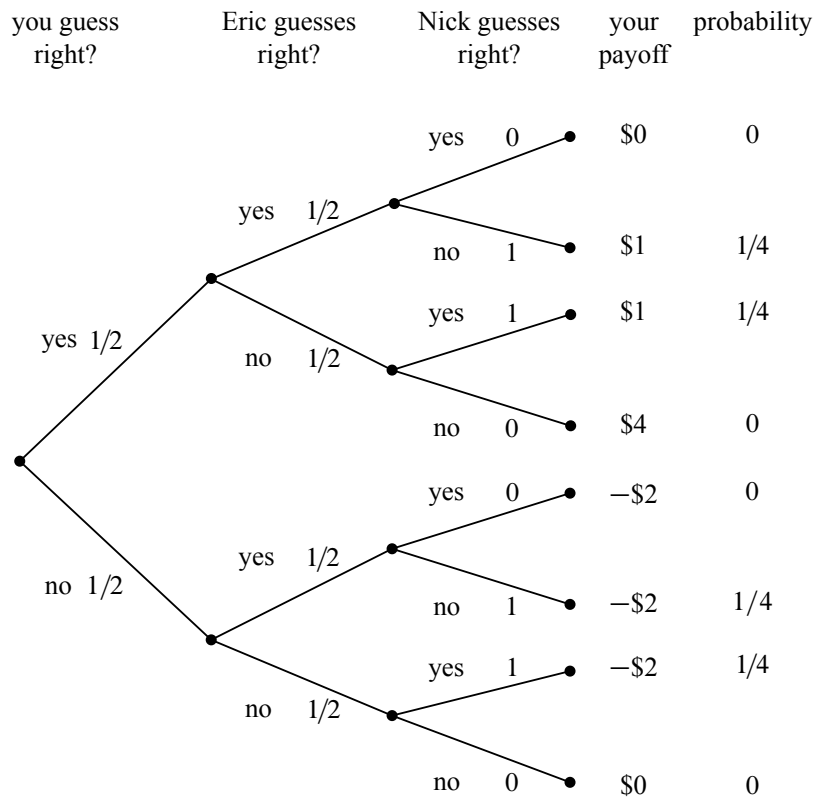 you guess Eric guesses Nick guesses your probability
right? right? right? payoff
yes 0 $0 0
yes 1/2
no 1 $1 1/4
yes 1 $1 1/4
yes 1/2
no 1/2
no 0 $4 0
yes 0 −$2 0
yes 1/2
no 1/2
no 1 −$2 1/4
yes 1 −$2 1/4
no 1/2
no 0 $0 0